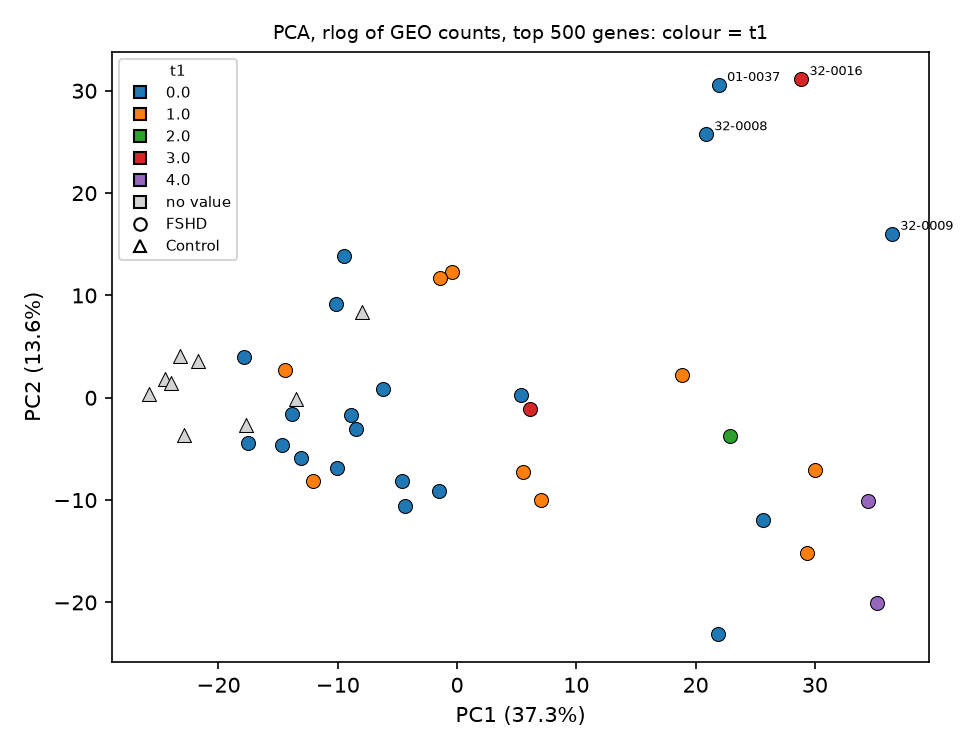 PCA, rlog of GEO counts, top 500 genes: colour = t1
t1
0.0
1.0
2.0
3.0
4.0
no value
FSHD
Control
01-0037
32-0016
32-0008
32-0009
30
20
10
0
−10
−20
PC2 (13.6%)
−20 −10 0 10 20 30
PC1 (37.3%)